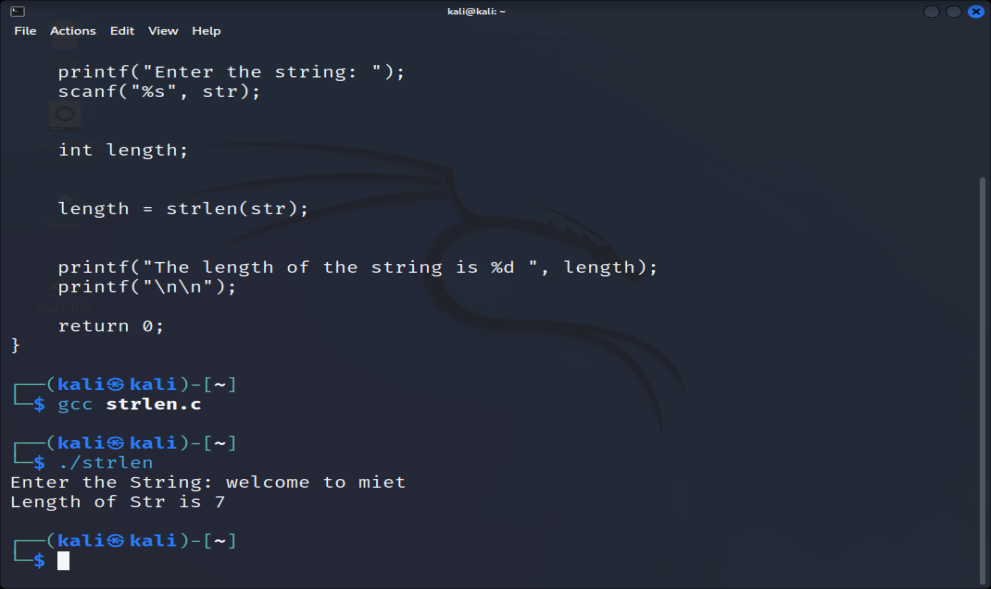 kali@kali: ~
File Actions Edit View Help
printf("Enter the string: ");
scanf("%s", str);
int length;
length = strlen(str);
printf("The length of the string is %d ", length);
printf("\n\n");
return 0;
}
┌──(kali㉿kali)-[~]
└─$ gcc strlen.c
┌──(kali㉿kali)-[~]
└─$ ./strlen
Enter the String: welcome to miet
Length of Str is 7
┌──(kali㉿kali)-[~]
└─$